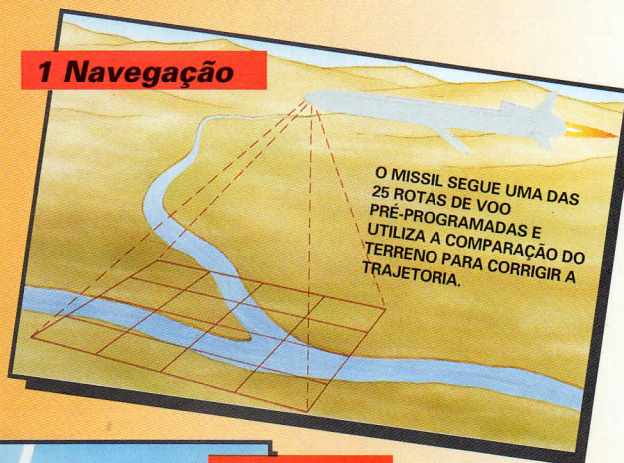 1 Navegação
O MISSIL SEGUE UMA DAS
25 ROTAS DE VOO
PRÉ-PROGRAMADAS E
UTILIZA A COMPARAÇÃO DO
TERRENO PARA CORRIGIR A
TRAJETORIA.